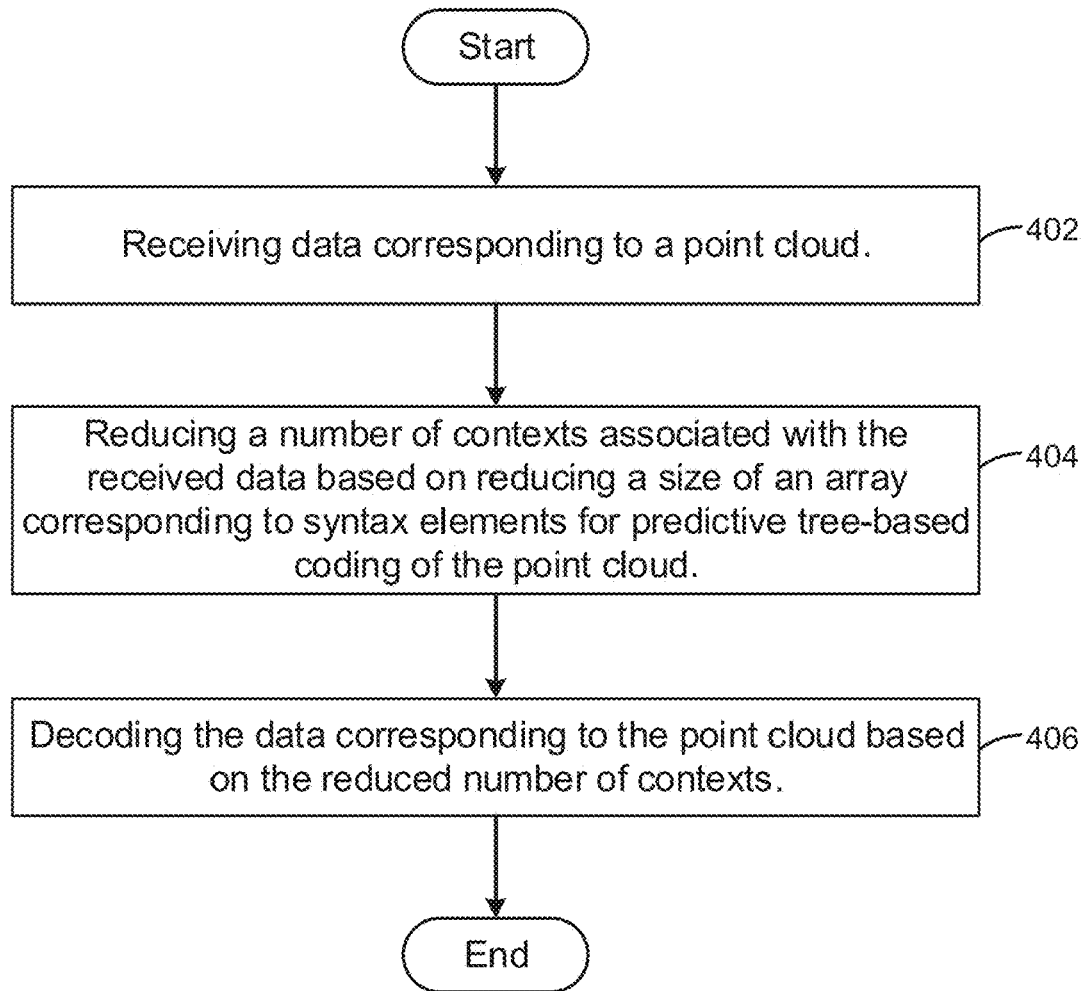 Start
Receiving data corresponding to a point cloud.
402
Reducing a number of contexts associated with the
received data based on reducing a size of an array
corresponding to syntax elements for predictive tree-based
coding of the point cloud.
404
Decoding the data corresponding to the point cloud based
on the reduced number of contexts.
406
End